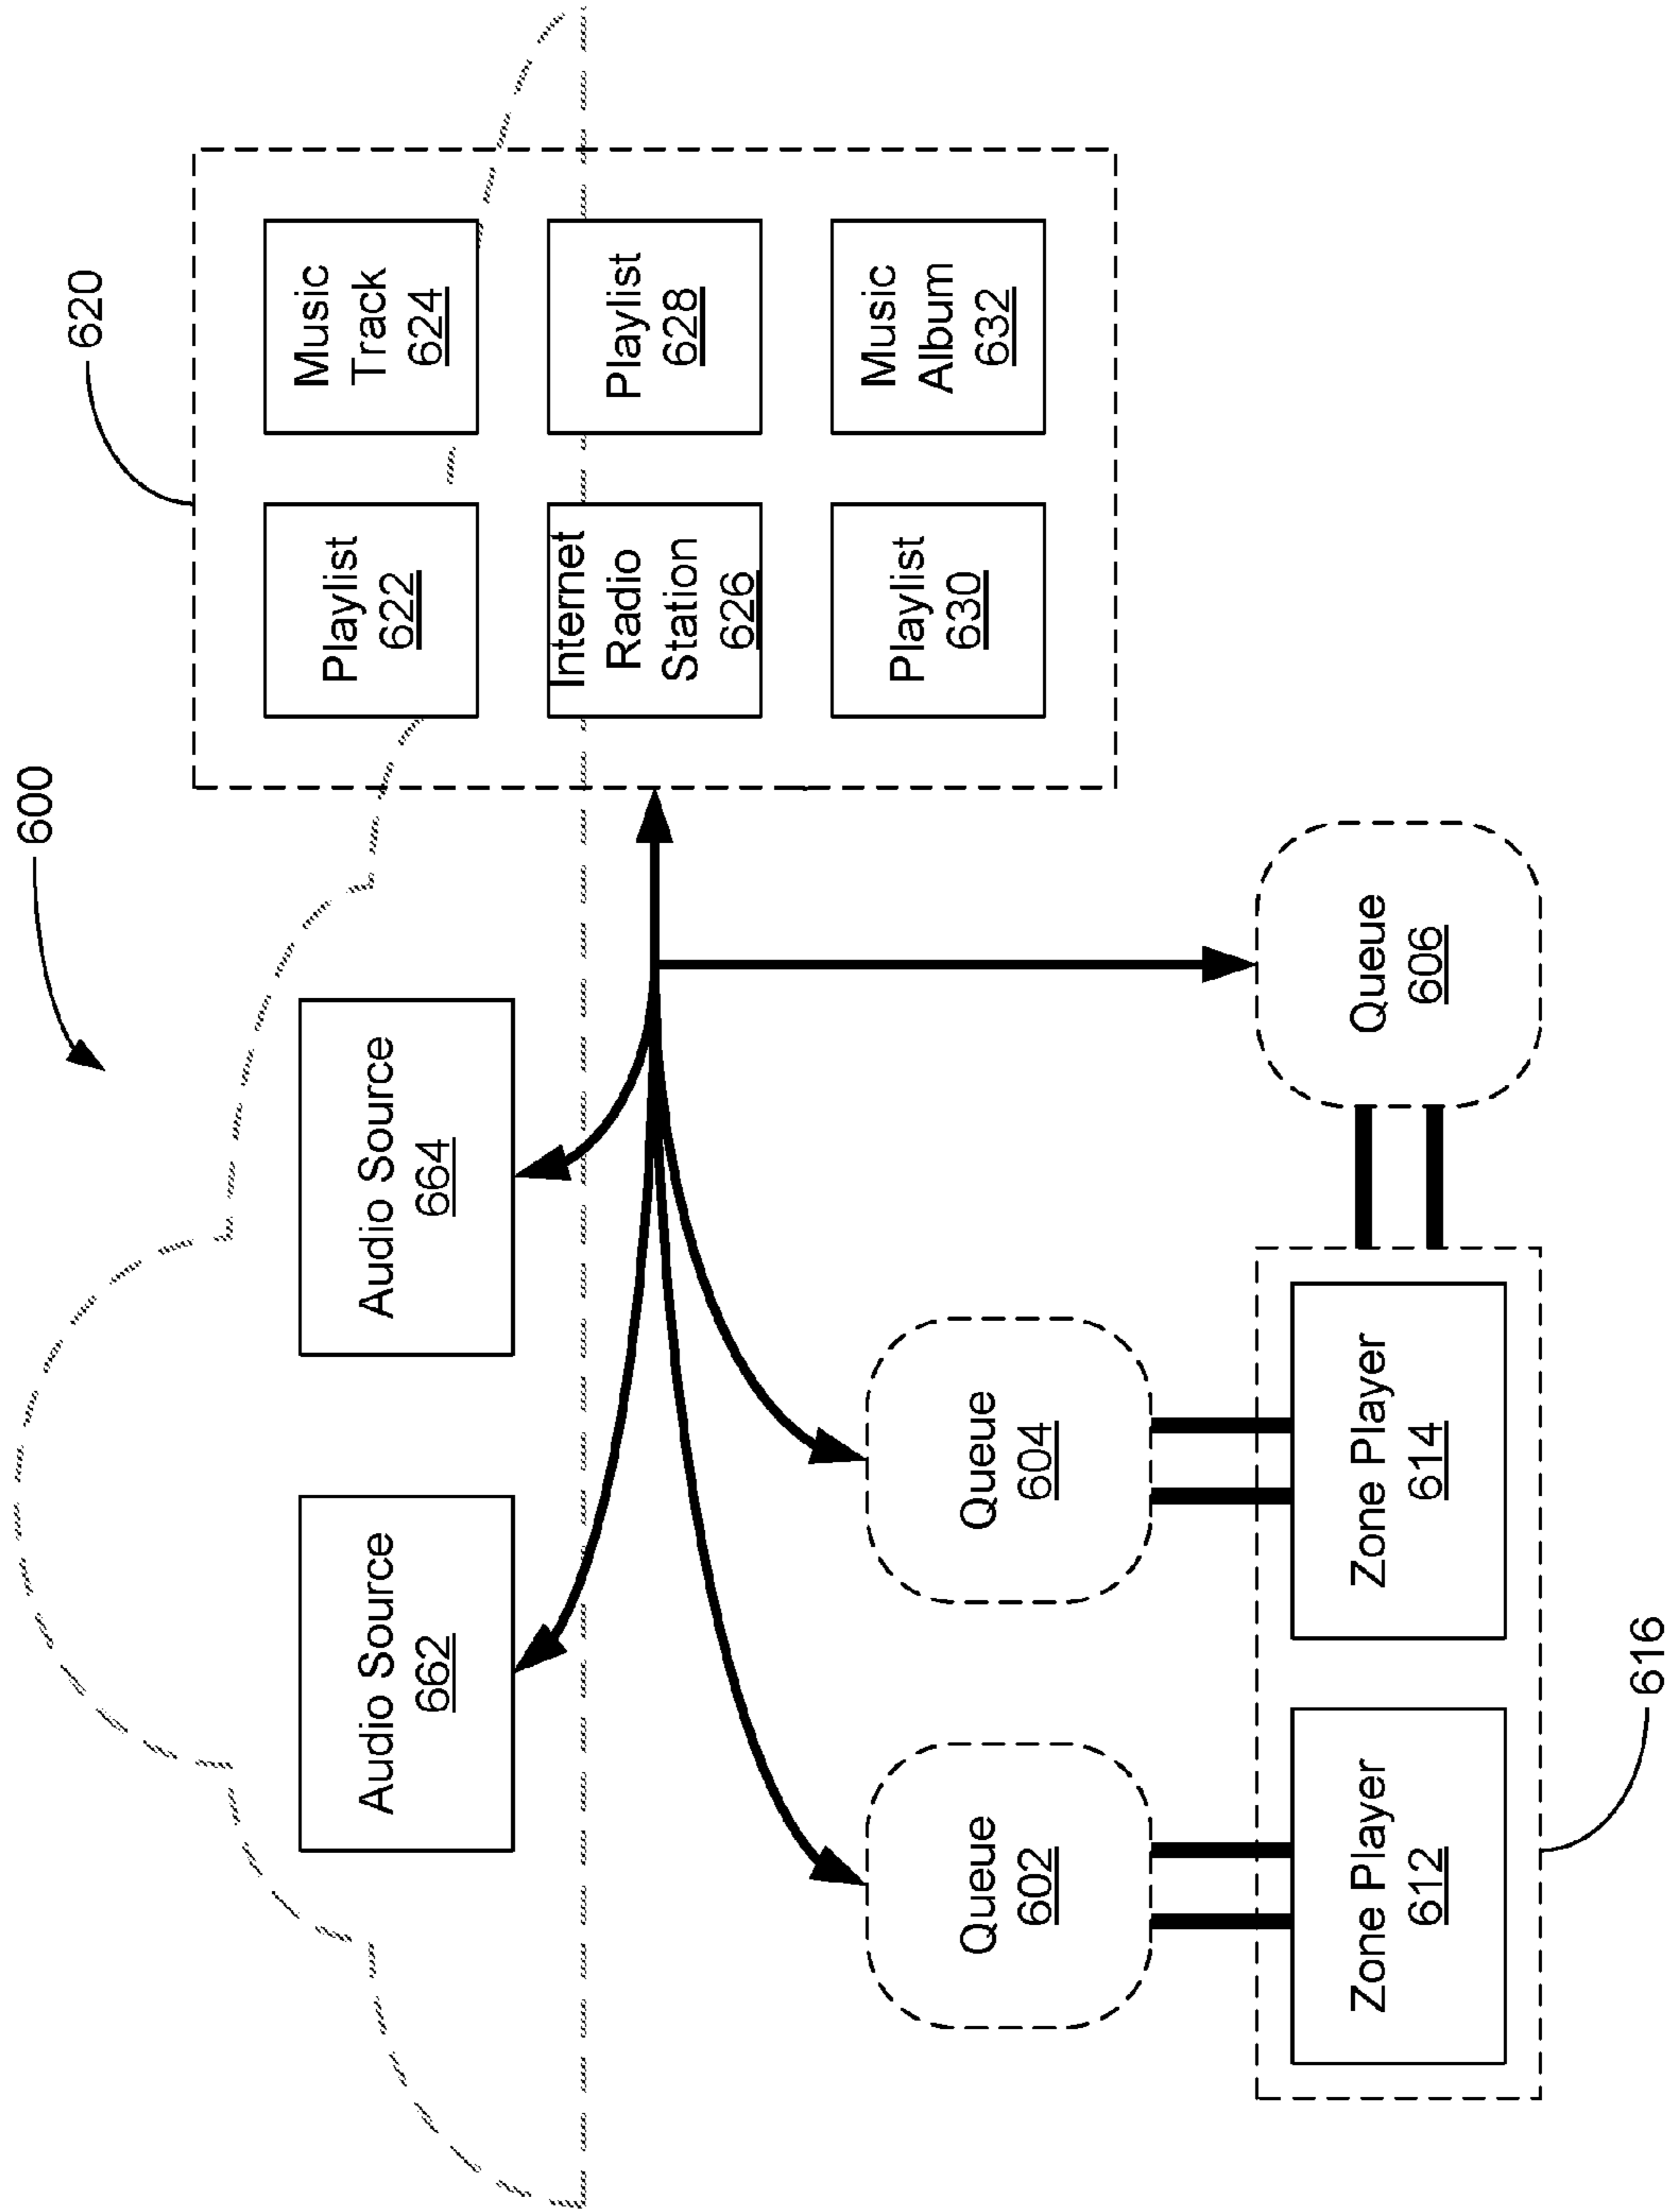 600
620
Audio Source
662
Audio Source
664
Playlist
622
Music
Track
624
Internet
Radio
Station
626
Playlist
628
Playlist
630
Music
Album
632
Queue
602
Queue
604
Queue
606
Zone Player
612
Zone Player
614
616